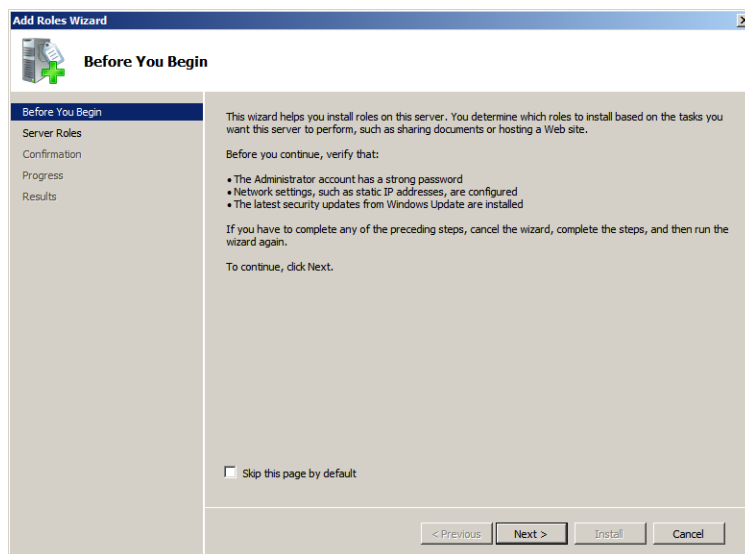 Add Roles Wizard
Before You Begin
Before You Begin
Server Roles
Confirmation
Progress
Results
This wizard helps you install roles on this server. You determine which roles to install based on the tasks you
want this server to perform, such as sharing documents or hosting a Web site.
Before you continue, verify that:
• The Administrator account has a strong password
• Network settings, such as static IP addresses, are configured
• The latest security updates from Windows Update are installed
If you have to complete any of the preceding steps, cancel the wizard, complete the steps, and then run the
wizard again.
To continue, click Next.
Skip this page by default
< Previous
Next >
Install
Cancel